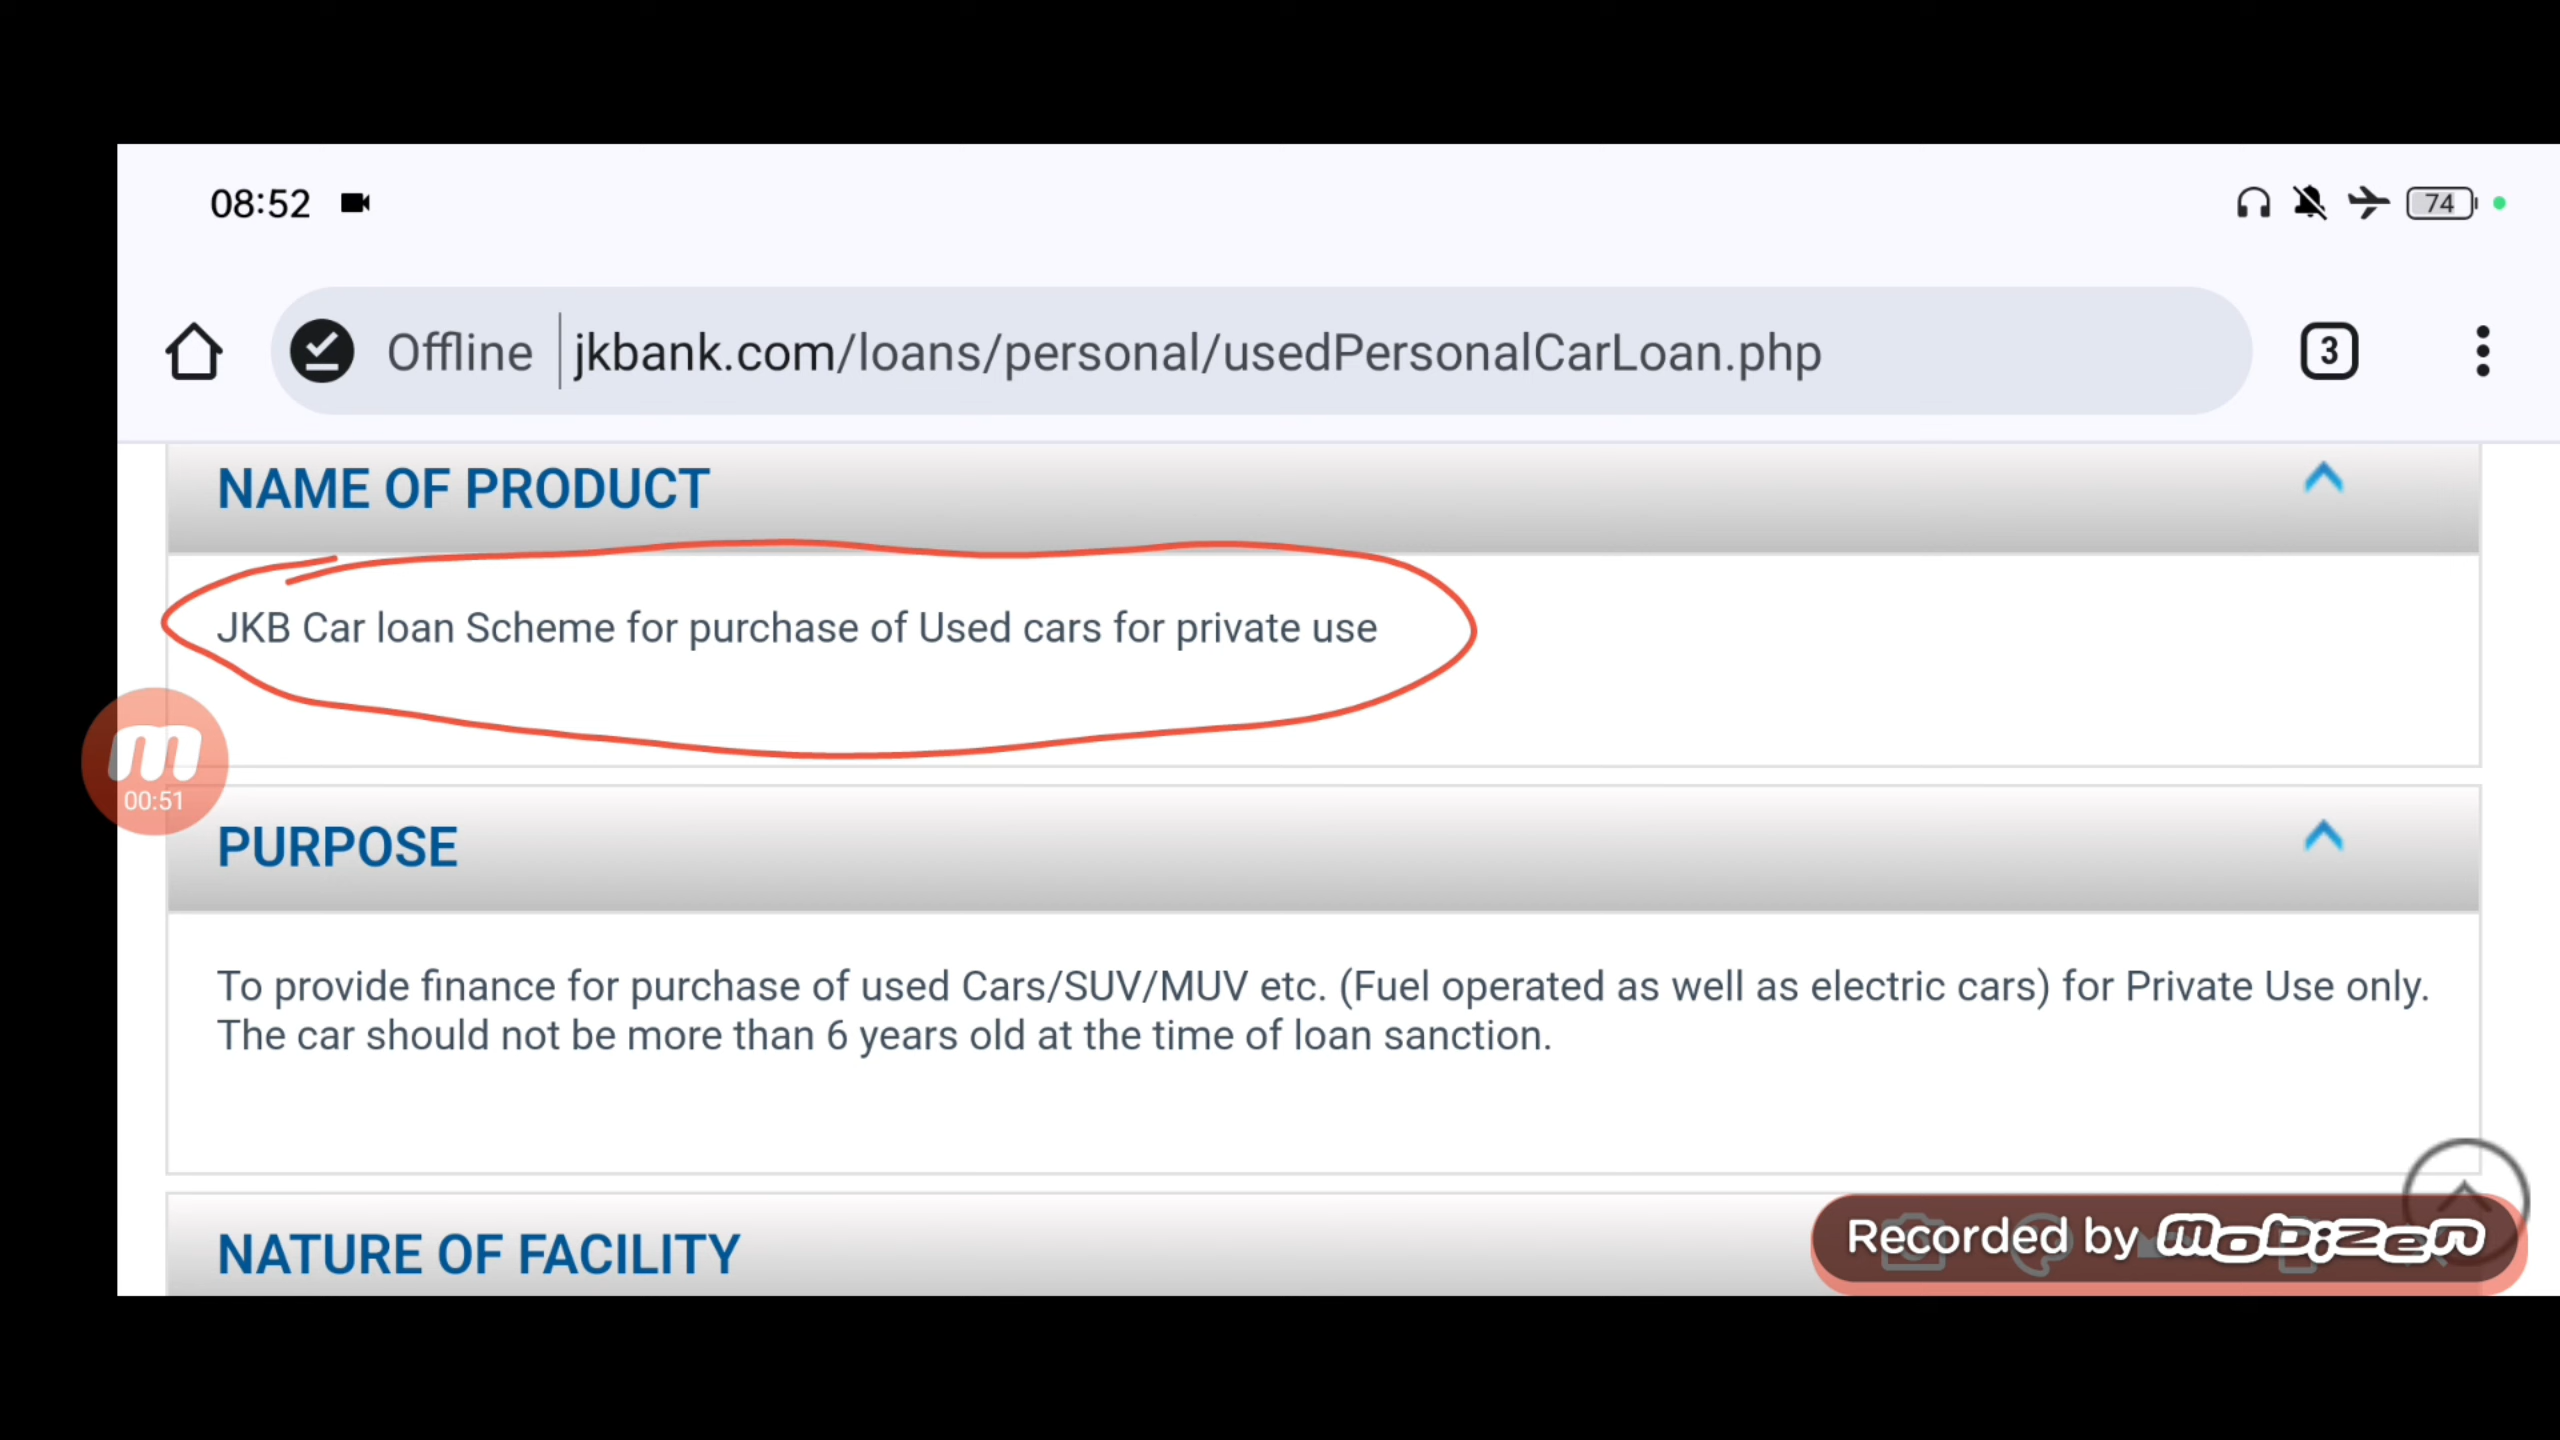 08:52
74
Offline
jkbank.com/loans/personal/usedPersonalCarLoan.php
3
NAME OF PRODUCT
JKB Car loan Scheme for purchase of Used cars for private use
00:51
PURPOSE
To provide finance for purchase of used Cars/SUV/MUV etc. (Fuel operated as well as electric cars) for Private Use only.
The car should not be more than 6 years old at the time of loan sanction.
NATURE OF FACILITY
Recorded by mobizen